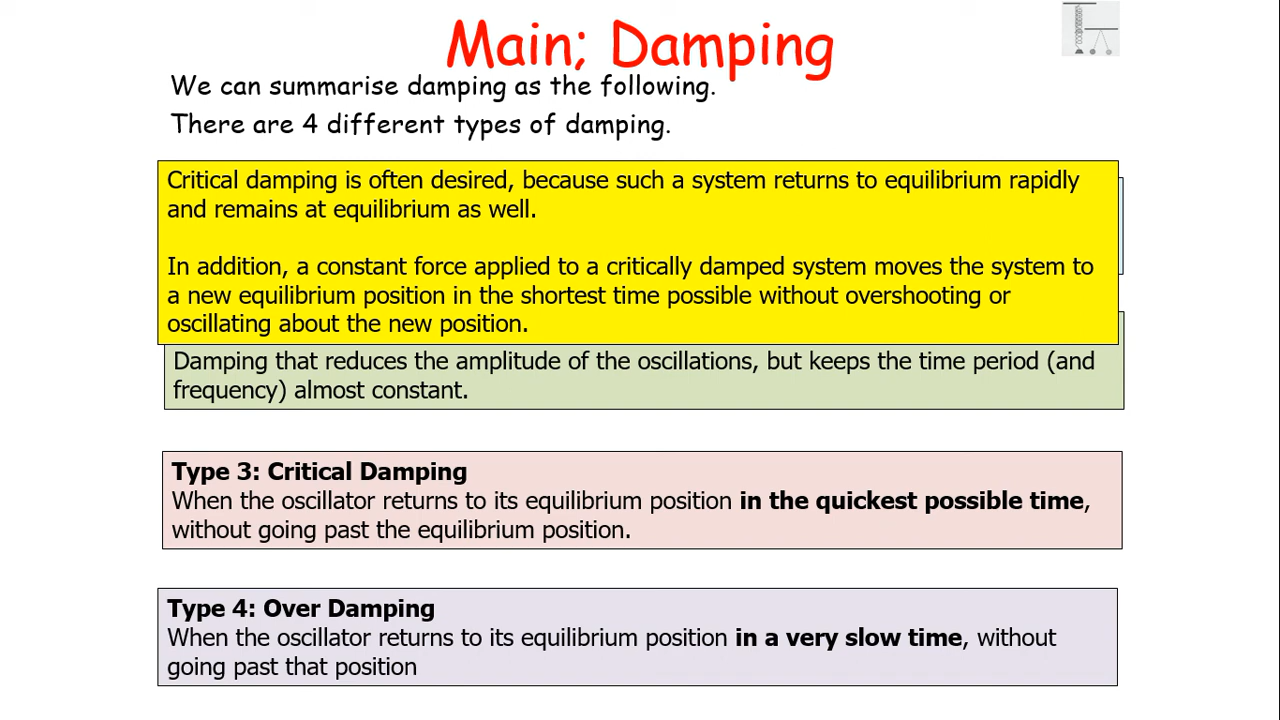 Main; Damping
We can summarise damping as the following.
There are 4 different types of damping.
Critical damping is often desired, because such a system returns to equilibrium rapidly
and remains at equilibrium as well.
In addition, a constant force applied to a critically damped system moves the system to
a new equilibrium position in the shortest time possible without overshooting or
oscillating about the new position.
Damping that reduces the amplitude of the oscillations, but keeps the time period (and
frequency) almost constant.
Type 3: Critical Damping
When the oscillator returns to its equilibrium position in the quickest possible time,
without going past the equilibrium position.
Type 4: Over Damping
When the oscillator returns to its equilibrium position in a very slow time, without
going past that position